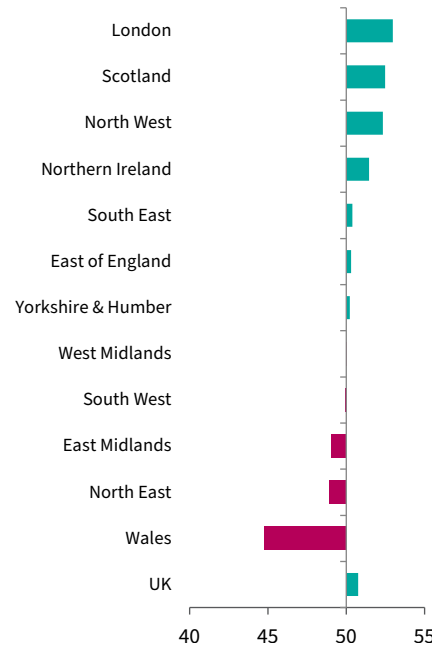 London
Scotland
North West
Northern Ireland
South East
East of England
Yorkshire & Humber
West Midlands
South West
East Midlands
North East
Wales
UK
40 45 50 55